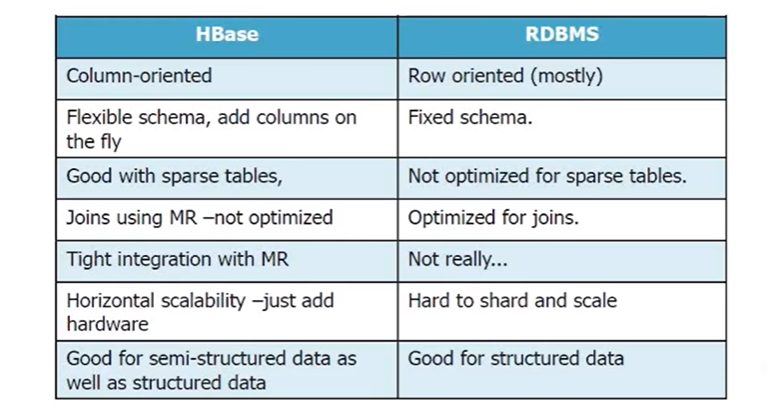 HBase RDBMS
Column-oriented Row oriented (mostly)
Flexible schema, add columns on Fixed schema.
the fly
Good with sparse tables, Not optimized for sparse tables.
Joins using MR –not optimized Optimized for joins.
Tight integration with MR Not really...
Horizontal scalability –just add Hard to shard and scale
hardware
Good for semi-structured data as Good for structured data
well as structured data